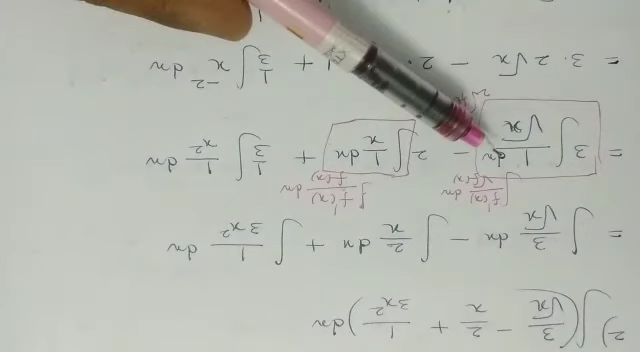 2) ∫(3/√x − 2/x + 1/3x²)dx
= ∫ 3/√x dx − ∫ 2/x dx + ∫ 1/3x² dx
∫ f'(x)/√f(x) dx ∫ f'(x)/f(x) dx
= 3∫ 1/√x dx − 2∫ 1/x dx + 1/3 ∫ 1/x² dx
= 3·2√x − 2· + 1/3 ∫ x⁻² dx